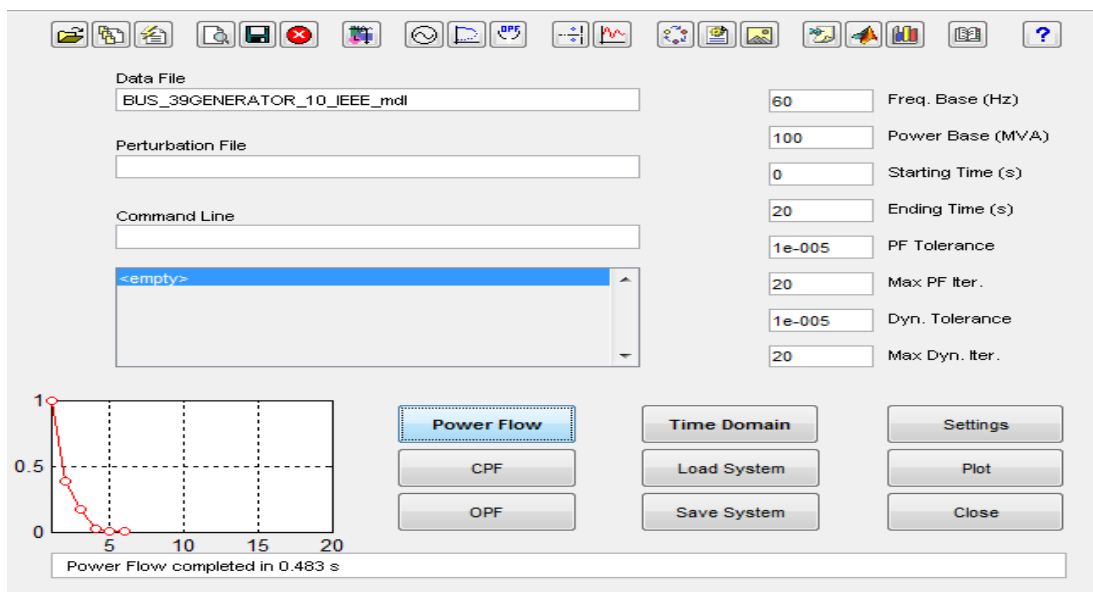 OPF
?
Data File
BUS_39GENERATOR_10_IEEE_mdl
Perturbation File
Command Line
<empty>
60 Freq. Base (Hz)
100 Power Base (MVA)
0 Starting Time (s)
20 Ending Time (s)
1e-005 PF Tolerance
20 Max PF Iter.
1e-005 Dyn. Tolerance
20 Max Dyn. Iter.
1
0.5
0
5 10 15 20
Power Flow Time Domain Settings
CPF Load System Plot
OPF Save System Close
Power Flow completed in 0.483 s